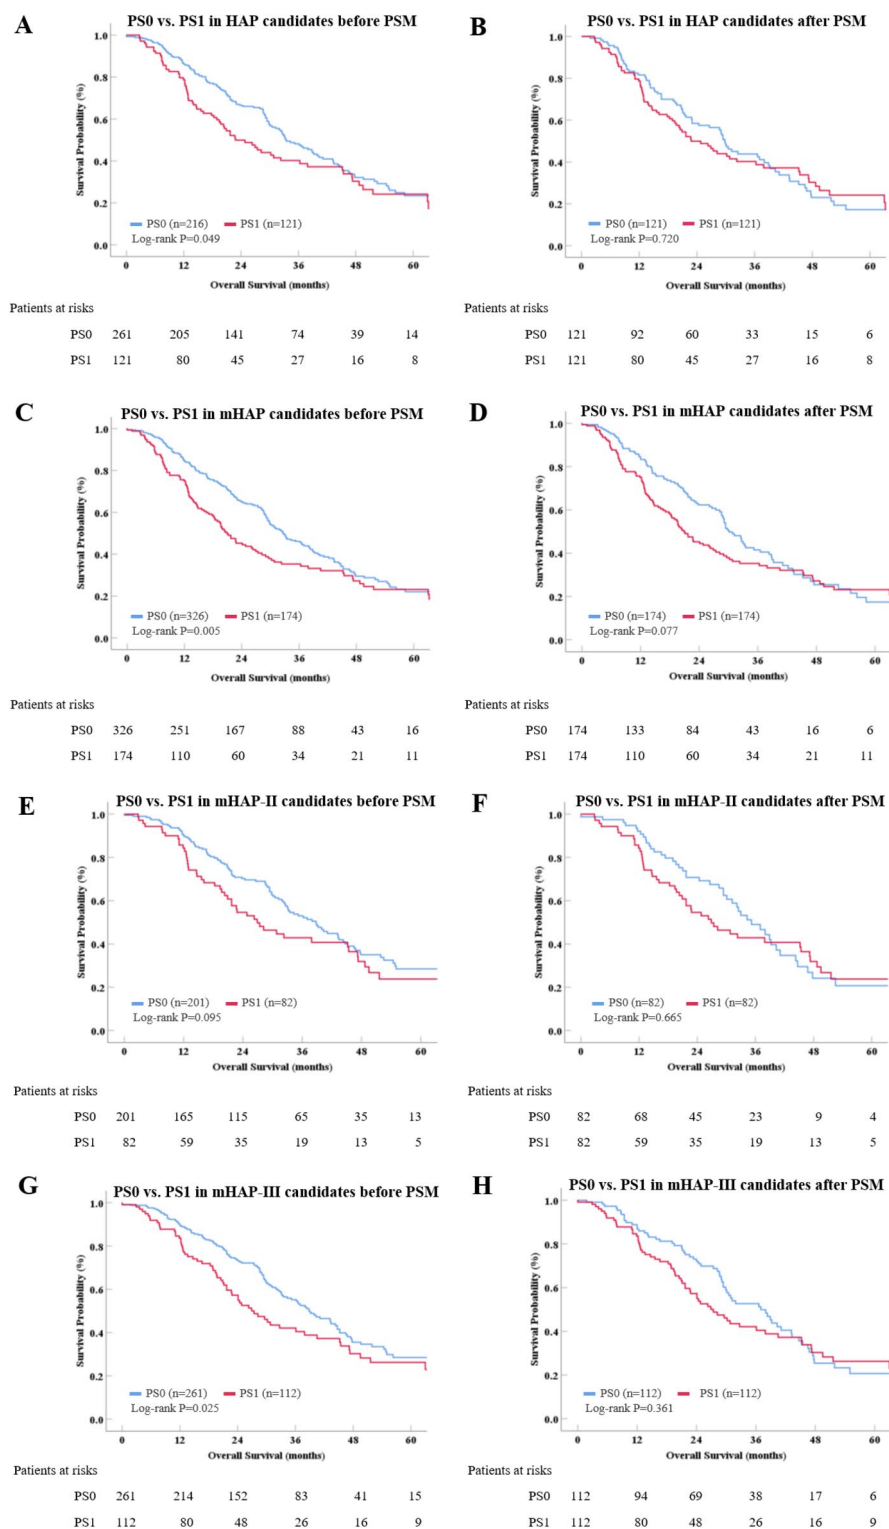 A
PS0 vs. PS1 in HAP candidates before PSM
Survival Probability (%)
1.0
0.8
0.6
0.4
0.2
0.0
PS0 (n=216) PS1 (n=121)
Log-rank P=0.049
0 12 24 36 48 60
Overall Survival (months)
Patients at risks
PS0 261 205 141 74 39 14
PS1 121 80 45 27 16 8
B
PS0 vs. PS1 in HAP candidates after PSM
Survival Probability (%)
1.0
0.8
0.6
0.4
0.2
0.0
PS0 (n=121) PS1 (n=121)
Log-rank P=0.720
0 12 24 36 48 60
Overall Survival (months)
Patients at risks
PS0 121 92 60 33 15 6
PS1 121 80 45 27 16 8
C
PS0 vs. PS1 in mHAP candidates before PSM
Survival Probability (%)
1.0
0.8
0.6
0.4
0.2
0.0
PS0 (n=326) PS1 (n=174)
Log-rank P=0.005
0 12 24 36 48 60
Overall Survival (months)
Patients at risks
PS0 326 251 167 88 43 16
PS1 174 110 60 34 21 11
D
PS0 vs. PS1 in mHAP candidates after PSM
Survival Probability (%)
1.0
0.8
0.6
0.4
0.2
0.0
PS0 (n=174) PS1 (n=174)
Log-rank P=0.077
0 12 24 36 48 60
Overall Survival (months)
Patients at risks
PS0 174 133 84 43 16 6
PS1 174 110 60 34 21 11
E
PS0 vs. PS1 in mHAP-II candidates before PSM
Survival Probability (%)
1.0
0.8
0.6
0.4
0.2
0.0
PS0 (n=201) PS1 (n=82)
Log-rank P=0.095
0 12 24 36 48 60
Overall Survival (months)
Patients at risks
PS0 201 165 115 65 35 13
PS1 82 59 35 19 13 5
F
PS0 vs. PS1 in mHAP-II candidates after PSM
Survival Probability (%)
1.0
0.8
0.6
0.4
0.2
0.0
PS0 (n=82) PS1 (n=82)
Log-rank P=0.665
0 12 24 36 48 60
Overall Survival (months)
Patients at risks
PS0 82 68 45 23 9 4
PS1 82 59 35 19 13 5
G
PS0 vs. PS1 in mHAP-III candidates before PSM
Survival Probability (%)
1.0
0.8
0.6
0.4
0.2
0.0
PS0 (n=261) PS1 (n=112)
Log-rank P=0.025
0 12 24 36 48 60
Overall Survival (months)
Patients at risks
PS0 261 214 152 83 41 15
PS1 112 80 48 26 16 9
H
PS0 vs. PS1 in mHAP-III candidates after PSM
Survival Probability (%)
1.0
0.8
0.6
0.4
0.2
0.0
PS0 (n=112) PS1 (n=112)
Log-rank P=0.361
0 12 24 36 48 60
Overall Survival (months)
Patients at risks
PS0 112 94 69 38 17 6
PS1 112 80 48 26 16 9